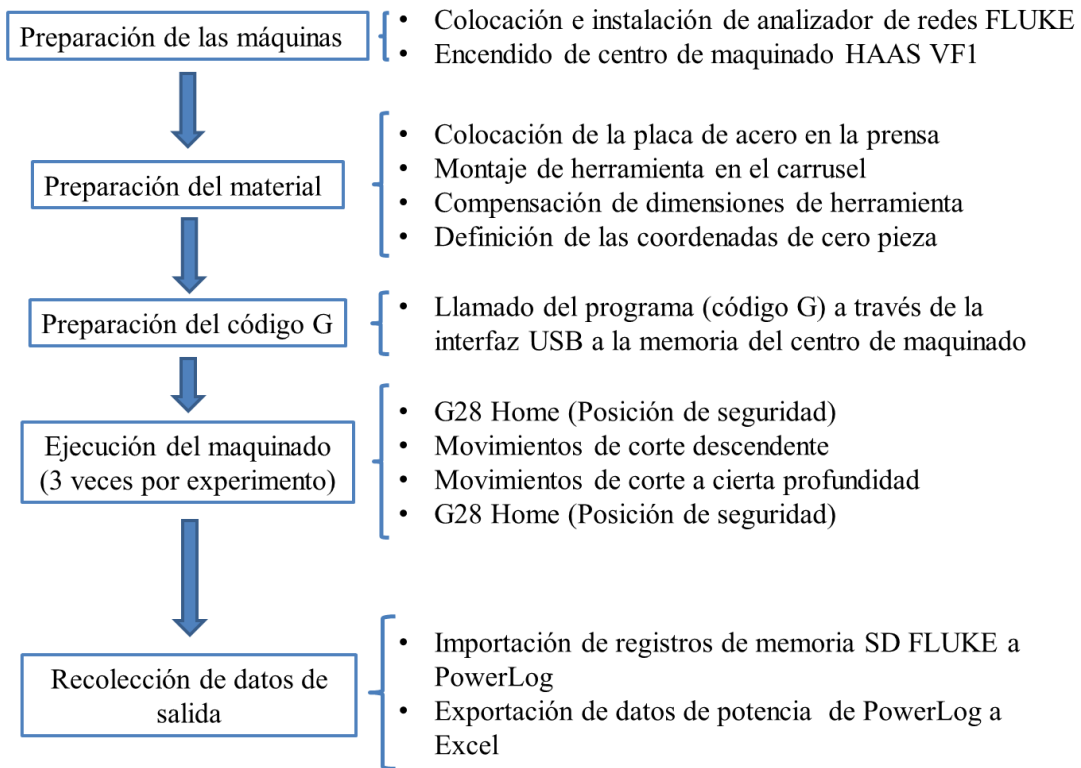 Preparación de las máquinas
• Colocación e instalación de analizador de redes FLUKE
• Encendido de centro de maquinado HAAS VF1
Preparación del material
• Colocación de la placa de acero en la prensa
• Montaje de herramienta en el carrusel
• Compensación de dimensiones de herramienta
• Definición de las coordenadas de cero pieza
Preparación del código G
• Llamado del programa (código G) a través de la
interfaz USB a la memoria del centro de maquinado
Ejecución del maquinado
(3 veces por experimento)
• G28 Home (Posición de seguridad)
• Movimientos de corte descendente
• Movimientos de corte a cierta profundidad
• G28 Home (Posición de seguridad)
Recolección de datos de
salida
• Importación de registros de memoria SD FLUKE a
PowerLog
• Exportación de datos de potencia de PowerLog a
Excel